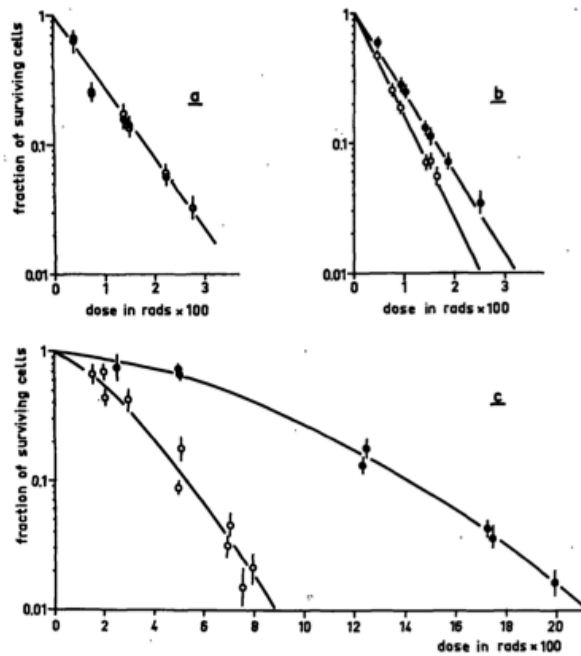 1
1
a
b
fraction of surviving cells
0.1
0.1
0.01
0.01
0 1 2 3
0 1 2 3
dose in rads × 100
dose in rads × 100
1
c
fraction of surviving cells
0.1
0.01
0 2 4 6 8 10 12 14 16 18 20
dose in rads × 100